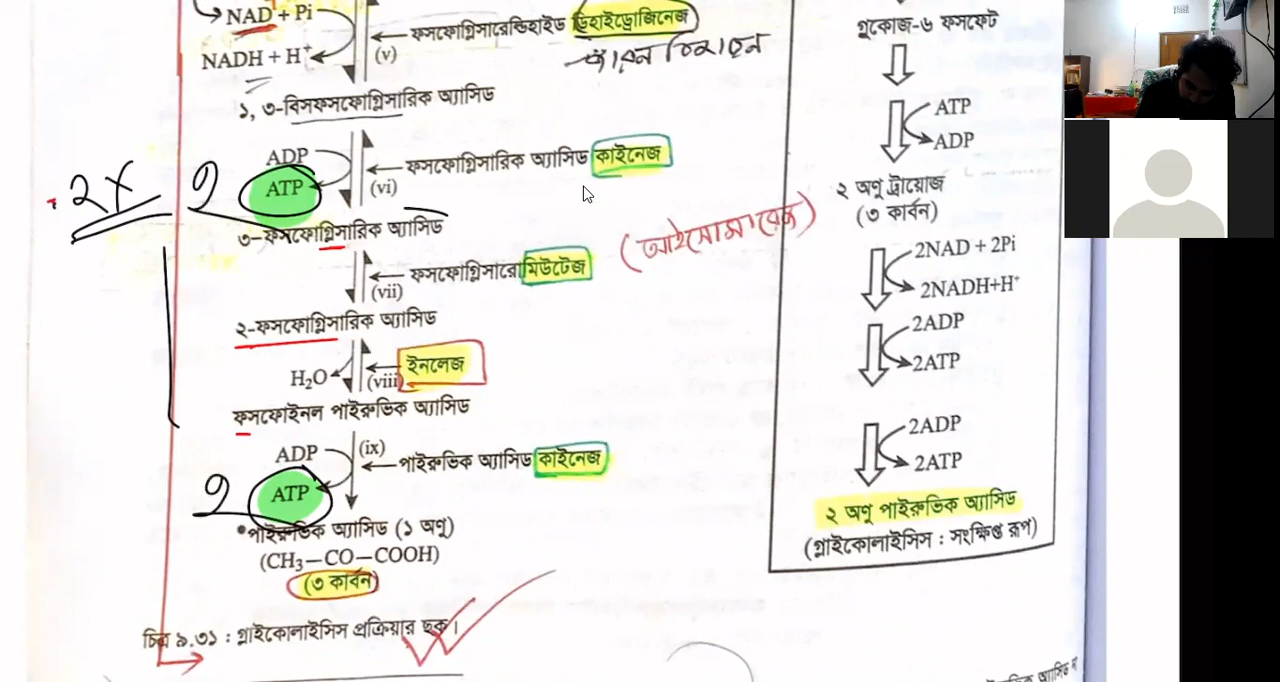 NAD + Pi
NADH + H⁺
(v)
ফসফোগ্লিসারেল্ডিহাইড ডিহাইড্রোজিনেজ
১, ৩-বিসফসফোগ্লিসারিক অ্যাসিড
ADP
ATP
(vi)
ফসফোগ্লিসারিক অ্যাসিড কাইনেজ
2X
2
৩-ফসফোগ্লিসারিক অ্যাসিড
(vii)
ফসফোগ্লিসারোমিউটেজ
(আইসোমারেজ)
২-ফসফোগ্লিসারিক অ্যাসিড
H₂O
(viii)
ইনলেজ
ফসফোইনল পাইরুভিক অ্যাসিড
ADP
ATP
(ix)
পাইরুভিক অ্যাসিড কাইনেজ
2
পাইরুভিক অ্যাসিড (১ অণু)
(CH₃–CO–COOH)
(৩ কার্বন)
চিত্র ৯.৩১ : গ্লাইকোলাইসিস প্রক্রিয়ার ছক।
গ্লুকোজ-৬ ফসফেট
ATP
ADP
২ অণু ট্রায়োজ
(৩ কার্বন)
2NAD + 2Pi
2NADH+H⁺
2ADP
2ATP
2ADP
2ATP
২ অণু পাইরুভিক অ্যাসিড
(গ্লাইকোলাইসিস : সংক্ষিপ্ত রূপ)